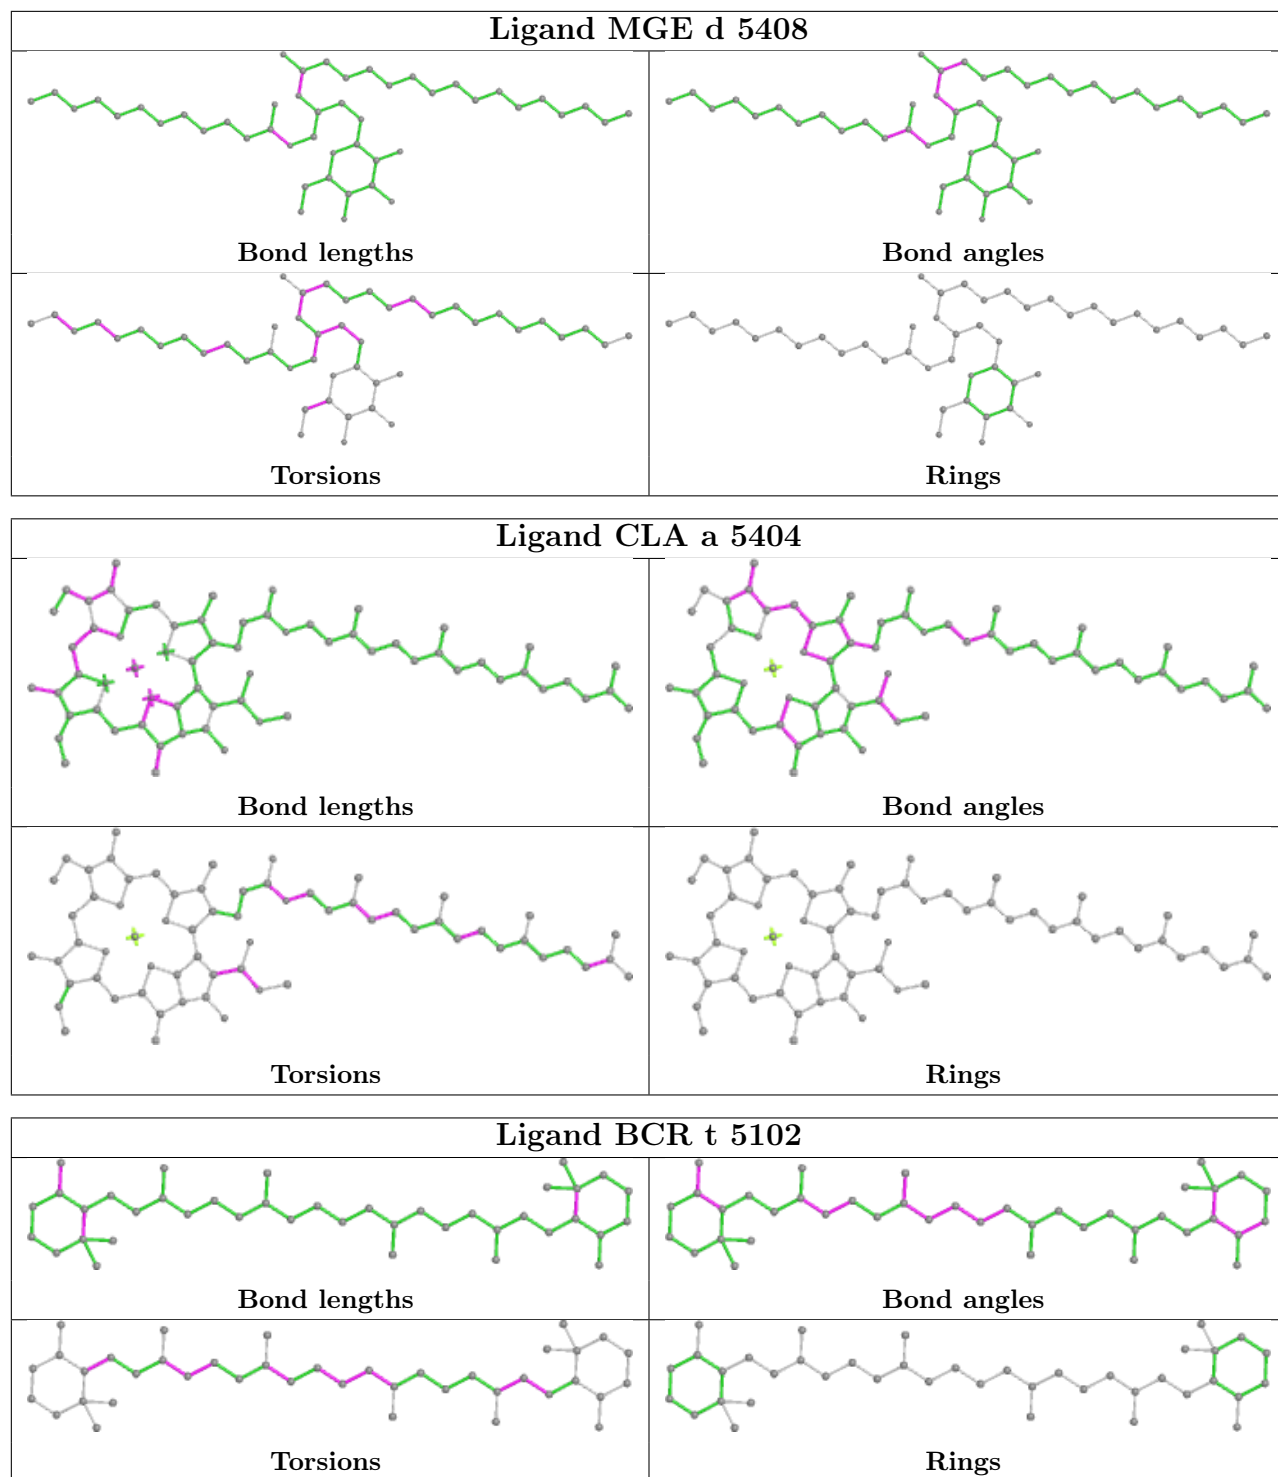 Ligand MGE d 5408
Bond lengths
Bond angles
Torsions
Rings
Ligand CLA a 5404
Bond lengths
Bond angles
Torsions
Rings
Ligand BCR t 5102
Bond lengths
Bond angles
Torsions
Rings